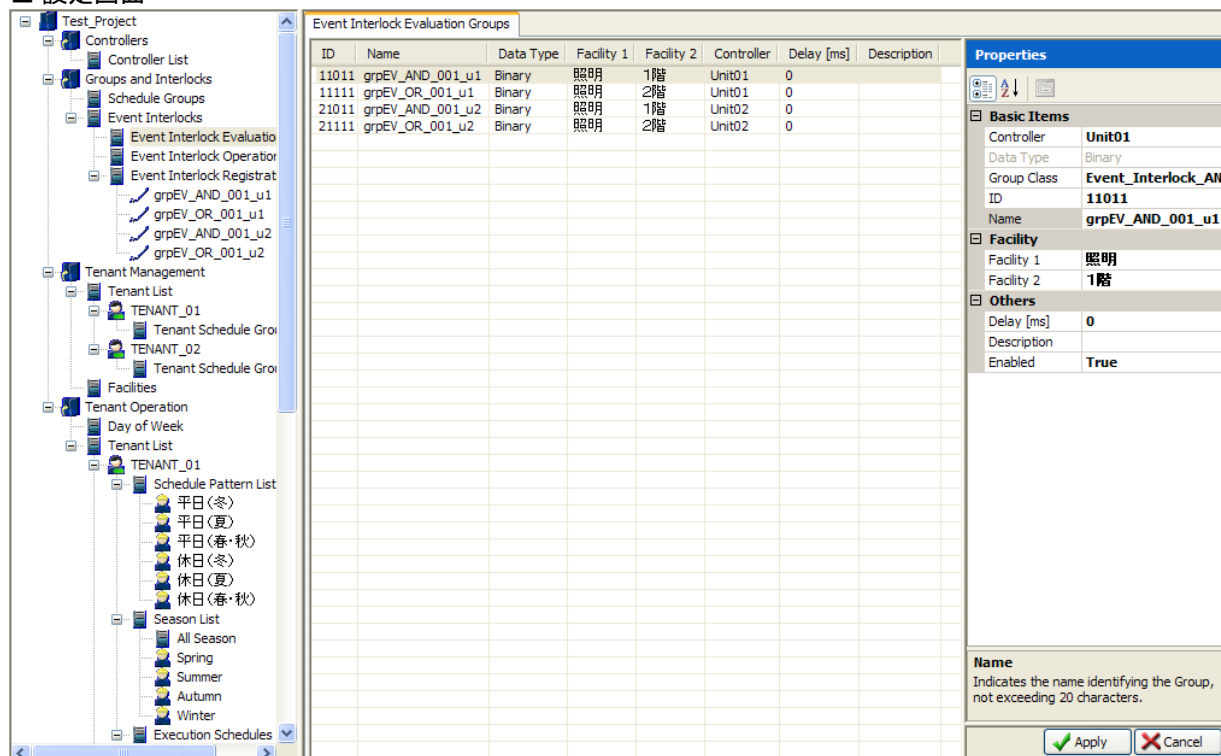 Test_Project
Controllers
Controller List
Groups and Interlocks
Schedule Groups
Event Interlocks
Event Interlock Evaluatio
Event Interlock Operation
Event Interlock Registrat
grpEV_AND_001_u1
grpEV_OR_001_u1
grpEV_AND_001_u2
grpEV_OR_001_u2
Tenant Management
Tenant List
TENANT_01
Tenant Schedule Grou
TENANT_02
Tenant Schedule Grou
Facilities
Tenant Operation
Day of Week
Tenant List
TENANT_01
Schedule Pattern List
平日(冬)
平日(夏)
平日(春・秋)
休日(冬)
休日(夏)
休日(春・秋)
Season List
All Season
Spring
Summer
Autumn
Winter
Execution Schedules
Event Interlock Evaluation Groups
ID Name Data Type Facility 1 Facility 2 Controller Delay [ms] Description
11011 grpEV_AND_001_u1 Binary 照明 1階 Unit01 0
11111 grpEV_OR_001_u1 Binary 照明 2階 Unit01 0
21011 grpEV_AND_001_u2 Binary 照明 1階 Unit02 0
21111 grpEV_OR_001_u2 Binary 照明 2階 Unit02 0
Properties
Basic Items
Controller Unit01
Data Type Binary
Group Class Event_Interlock_AN
ID 11011
Name grpEV_AND_001_u1
Facility
Facility 1 照明
Facility 2 1階
Others
Delay [ms] 0
Description
Enabled True
Name
Indicates the name identifying the Group,
not exceeding 20 characters.
Apply Cancel